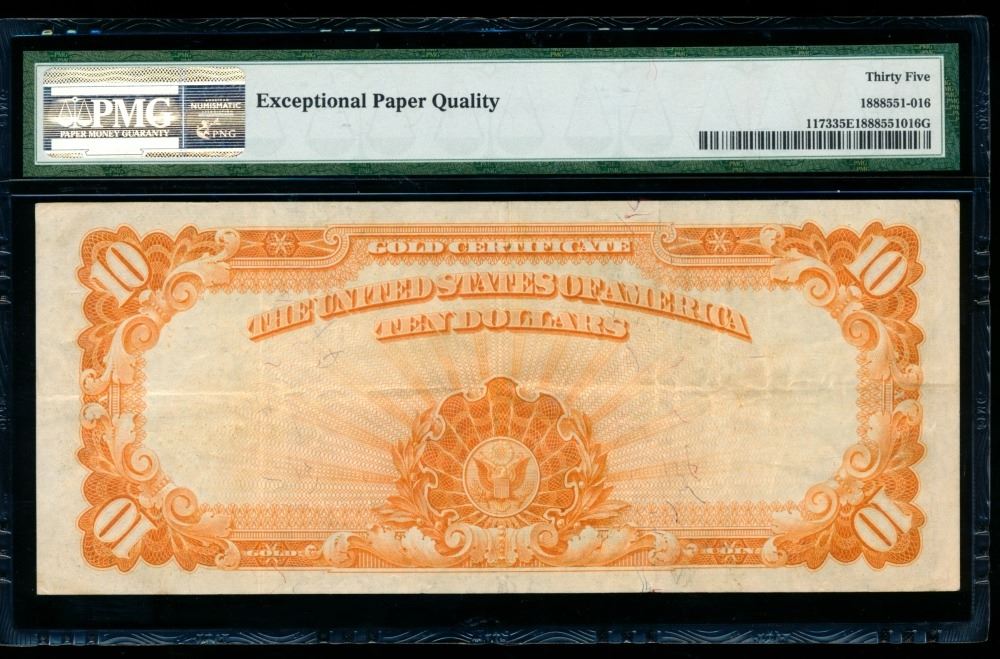 PMG
PAPER MONEY GUARANTY
NUMISMATIC
PNG
Exceptional Paper Quality
Thirty Five
1888551-016
117335E1888551016G
10
GOLD CERTIFICATE
10
THE UNITED STATES OF AMERICA
TEN DOLLARS
10
GOLD
COIN
10